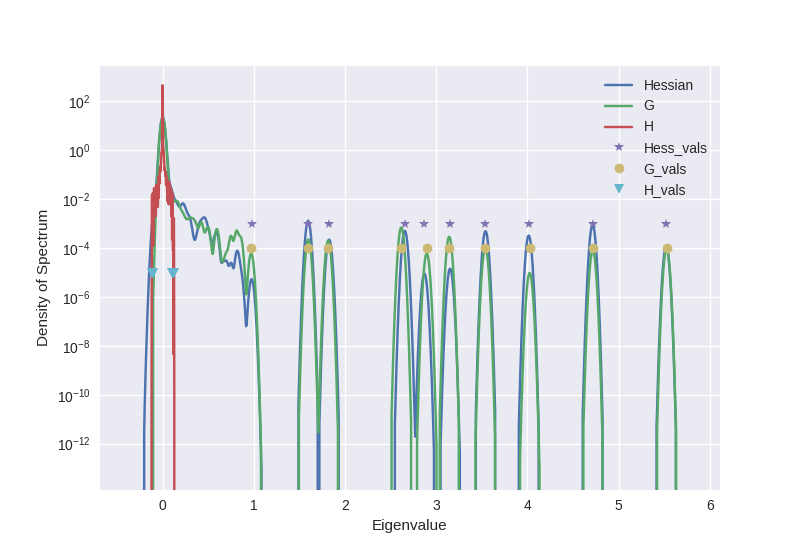 Hessian
G
H
Hess_vals
G_vals
H_vals
10^2
10^0
10^−2
10^−4
10^−6
10^−8
10^−10
10^−12
Density of Spectrum
0 1 2 3 4 5 6
Eigenvalue